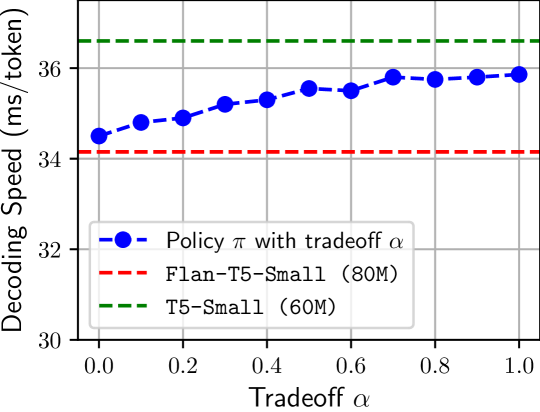 Decoding Speed (ms/token)
36
34
32
30
Policy π with tradeoff α
Flan-T5-Small (80M)
T5-Small (60M)
0.0 0.2 0.4 0.6 0.8 1.0
Tradeoff α